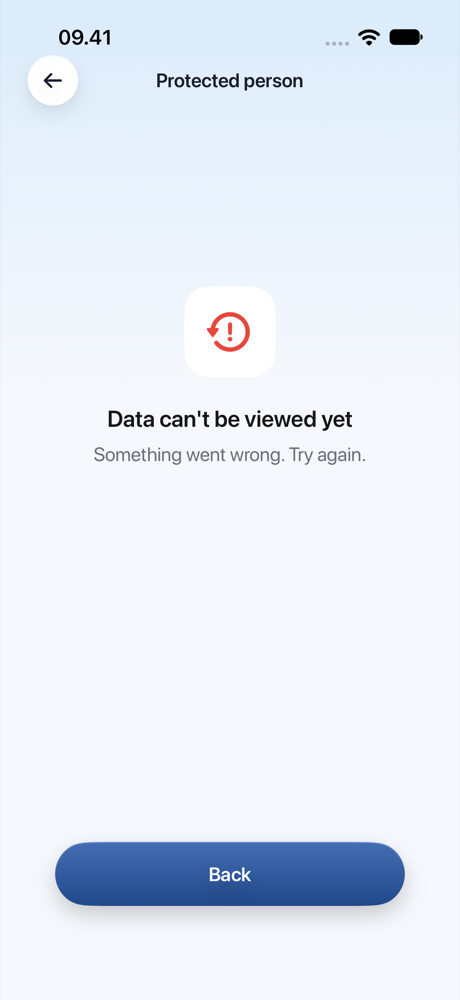 09.41
Protected person
Data can't be viewed yet
Something went wrong. Try again.
Back